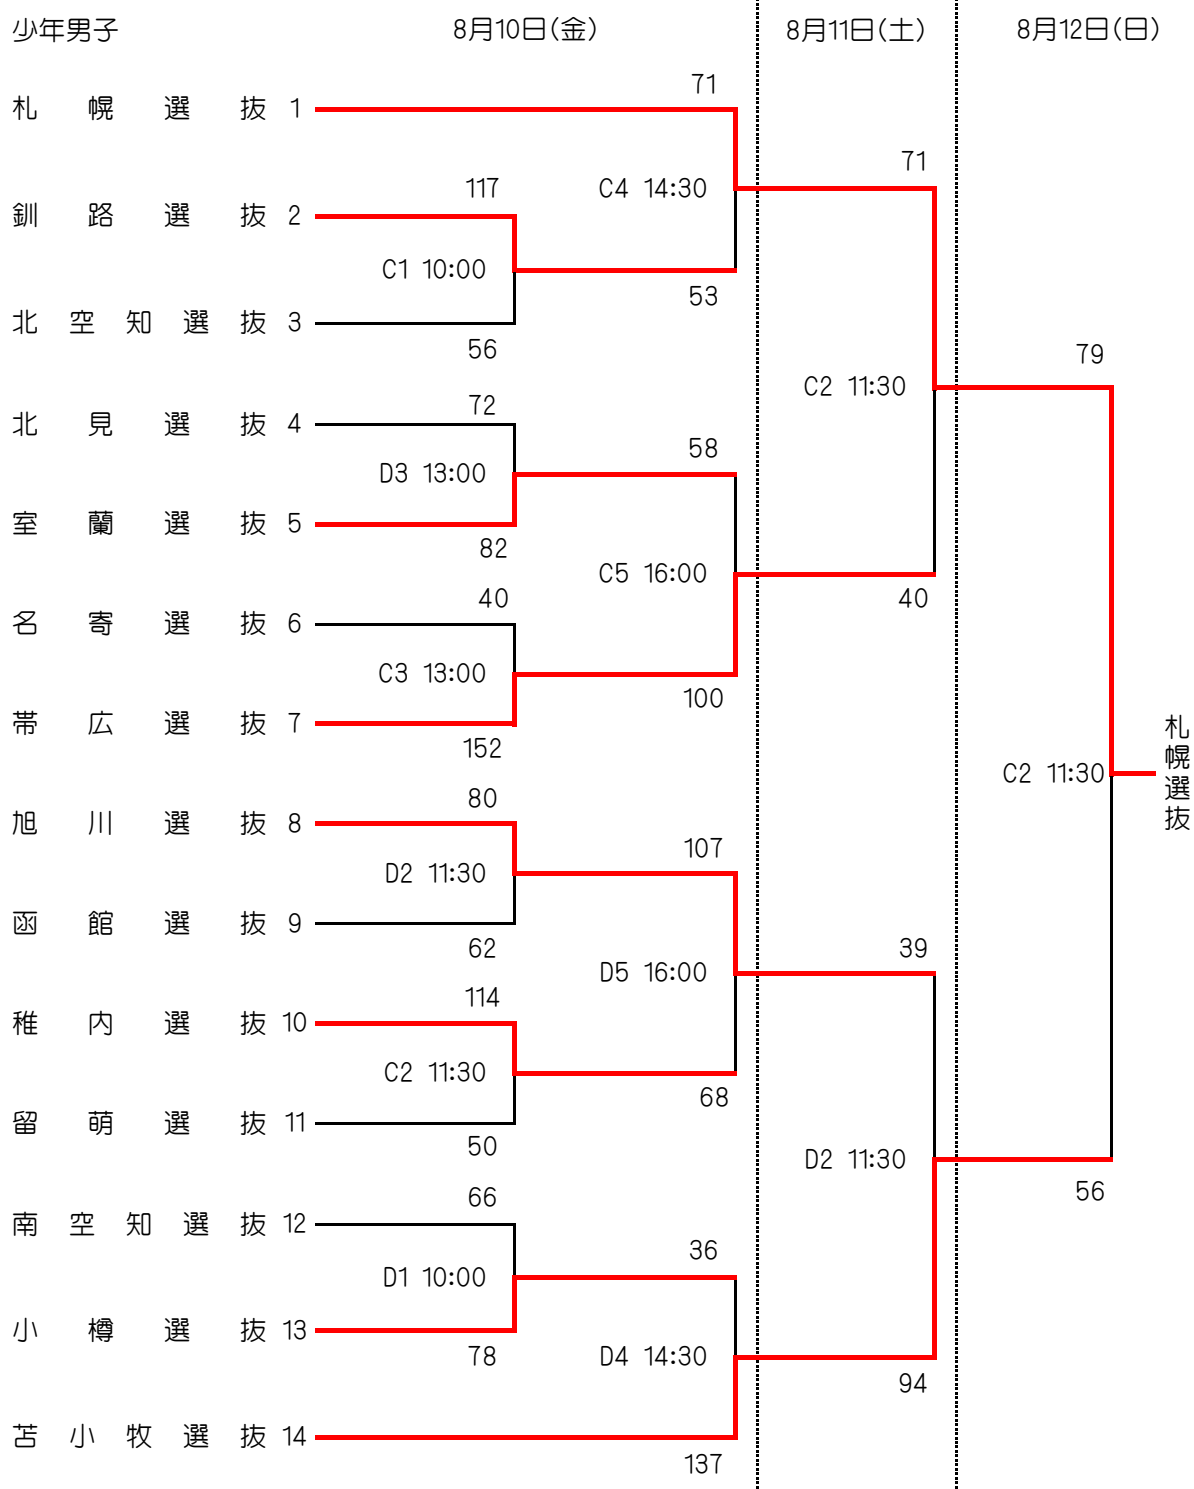 少年男子 8月10日(金) 8月11日(土) 8月12日(日)
71
札幌選抜 1
71
117
C4 14:30
釧路選抜 2
C1 10:00
53
北空知選抜 3
56
79
C2 11:30
72
北見選抜 4
58
D3 13:00
室蘭選抜 5
82
C5 16:00
40
40
名寄選抜 6
C3 13:00
100
帯広選抜 7
152
札幌選抜
C2 11:30
80
旭川選抜 8
107
D2 11:30
函館選抜 9
62
39
D5 16:00
114
稚内選抜 10
C2 11:30
68
留萌選抜 11
50
D2 11:30
66
56
南空知選抜 12
36
D1 10:00
小樽選抜 13
78
D4 14:30
94
苫小牧選抜 14
137